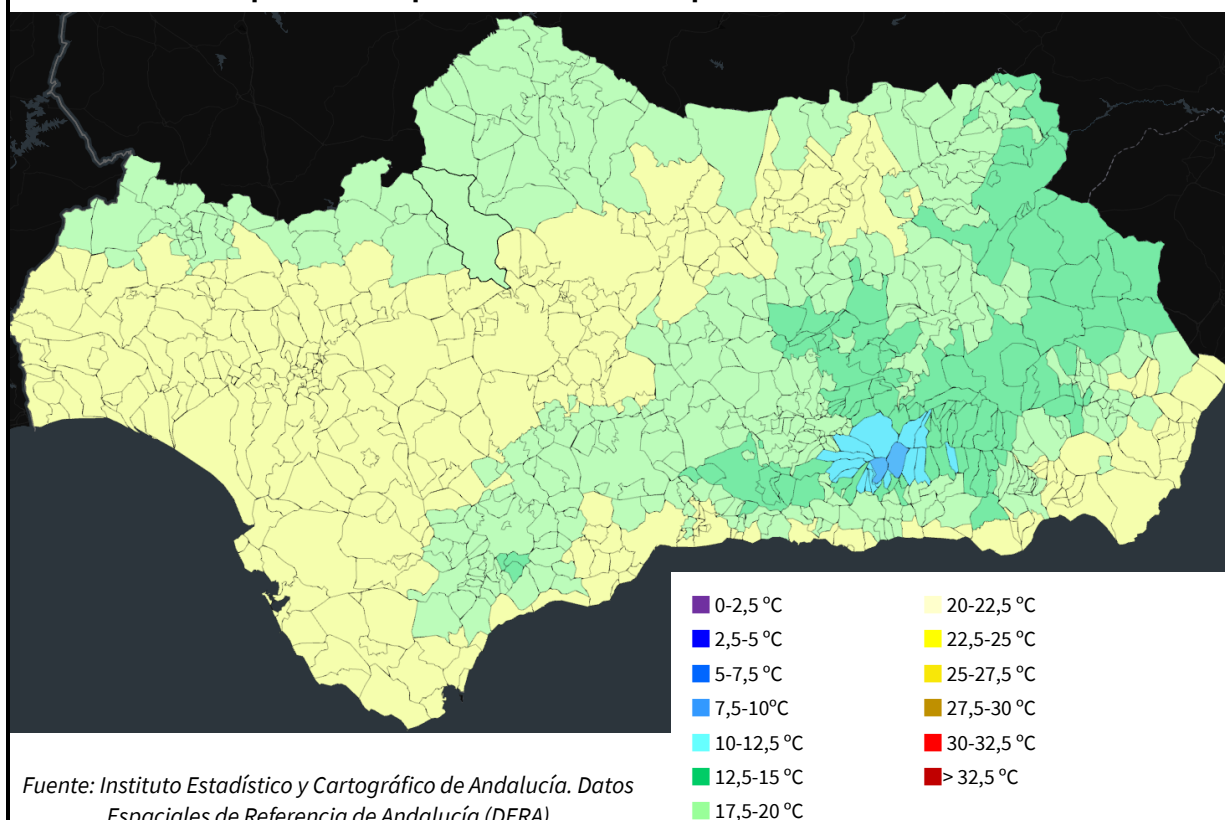 0-2,5 ºC
2,5-5 ºC
5-7,5 ºC
7,5-10ºC
10-12,5 ºC
12,5-15 ºC
17,5-20 ºC
20-22,5 ºC
22,5-25 ºC
25-27,5 ºC
27,5-30 ºC
30-32,5 ºC
> 32,5 ºC
Fuente: Instituto Estadístico y Cartográfico de Andalucía. Datos
Espaciales de Referencia de Andalucía (DERA)